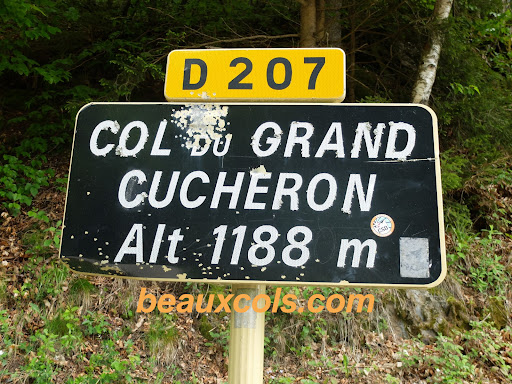 D 207
COL DU GRAND
CUCHERON
Alt 1188 m
beauxcols.com